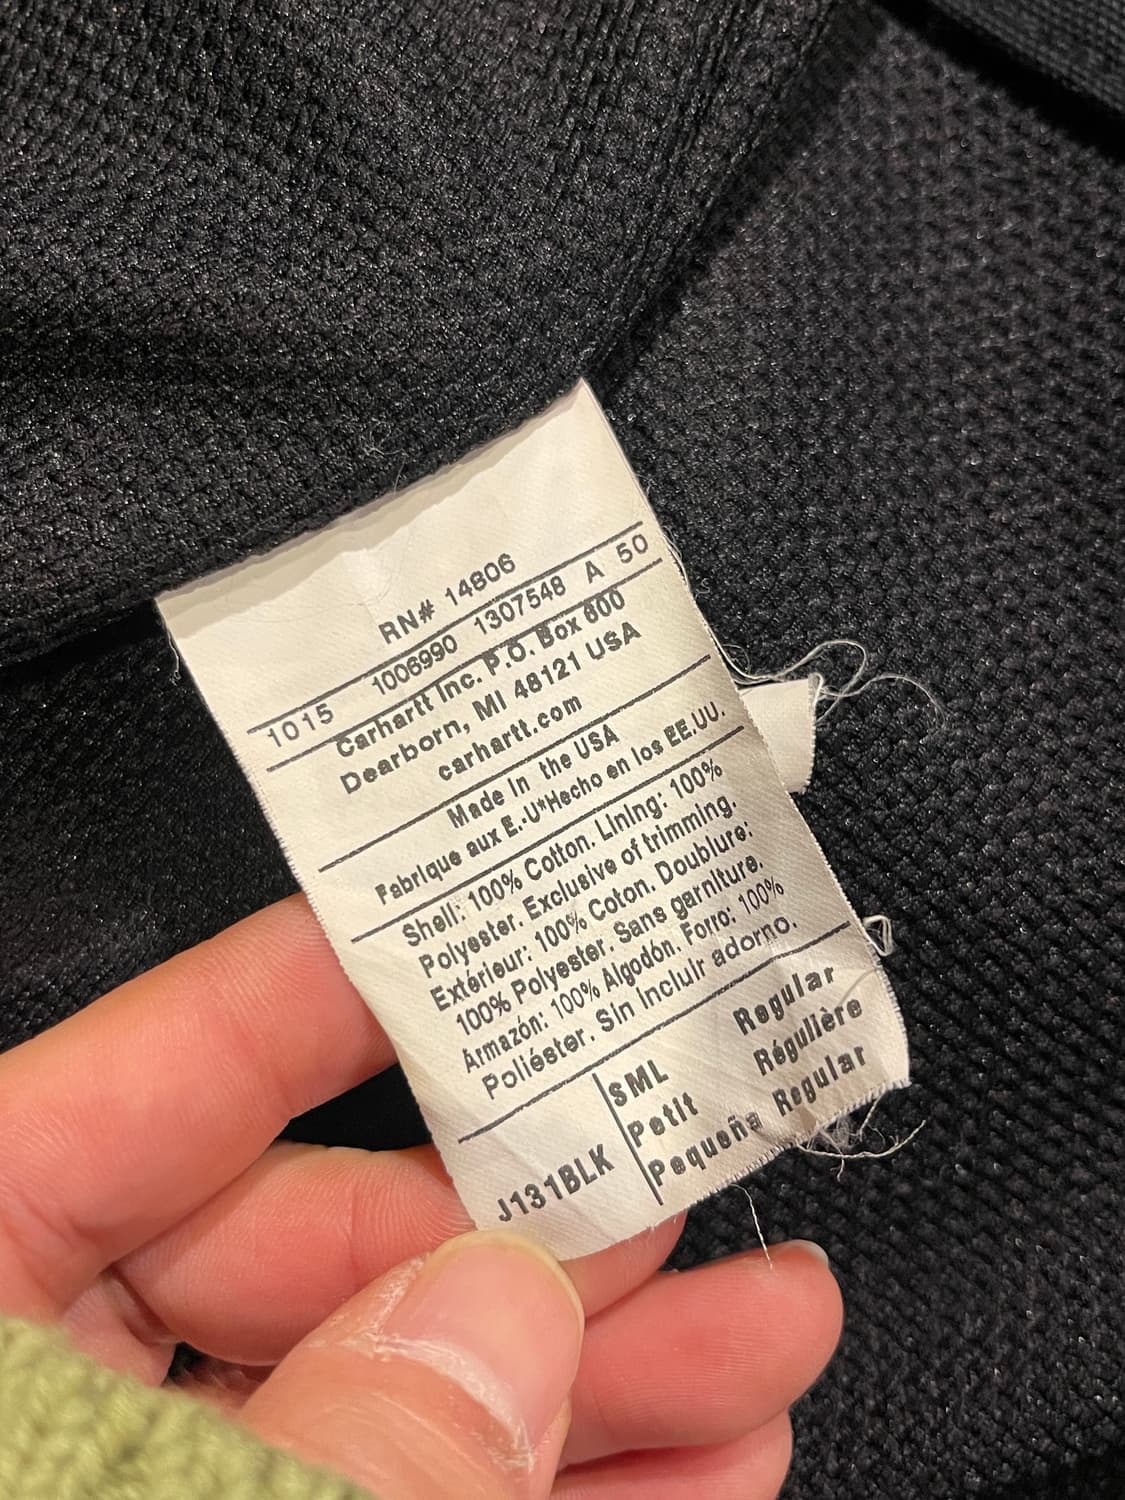 RN# 14806
1015 1006990 1307548 A 50
Carhartt Inc. P.O. Box 600
Dearborn, MI 48121 USA
carhartt.com
Made in the USA
Fabrique aux E.-U*Hecho en los EE.UU.
Shell: 100% Cotton. Lining: 100%
Polyester. Exclusive of trimming.
Extérieur: 100% Coton. Doublure:
100% Polyester. Sans garniture.
Armazón: 100% Algodón. Forro: 100%
Poliéster. Sin incluir adorno.
J131BLK
SML Regular
Petit Régulière
Pequeña Regular